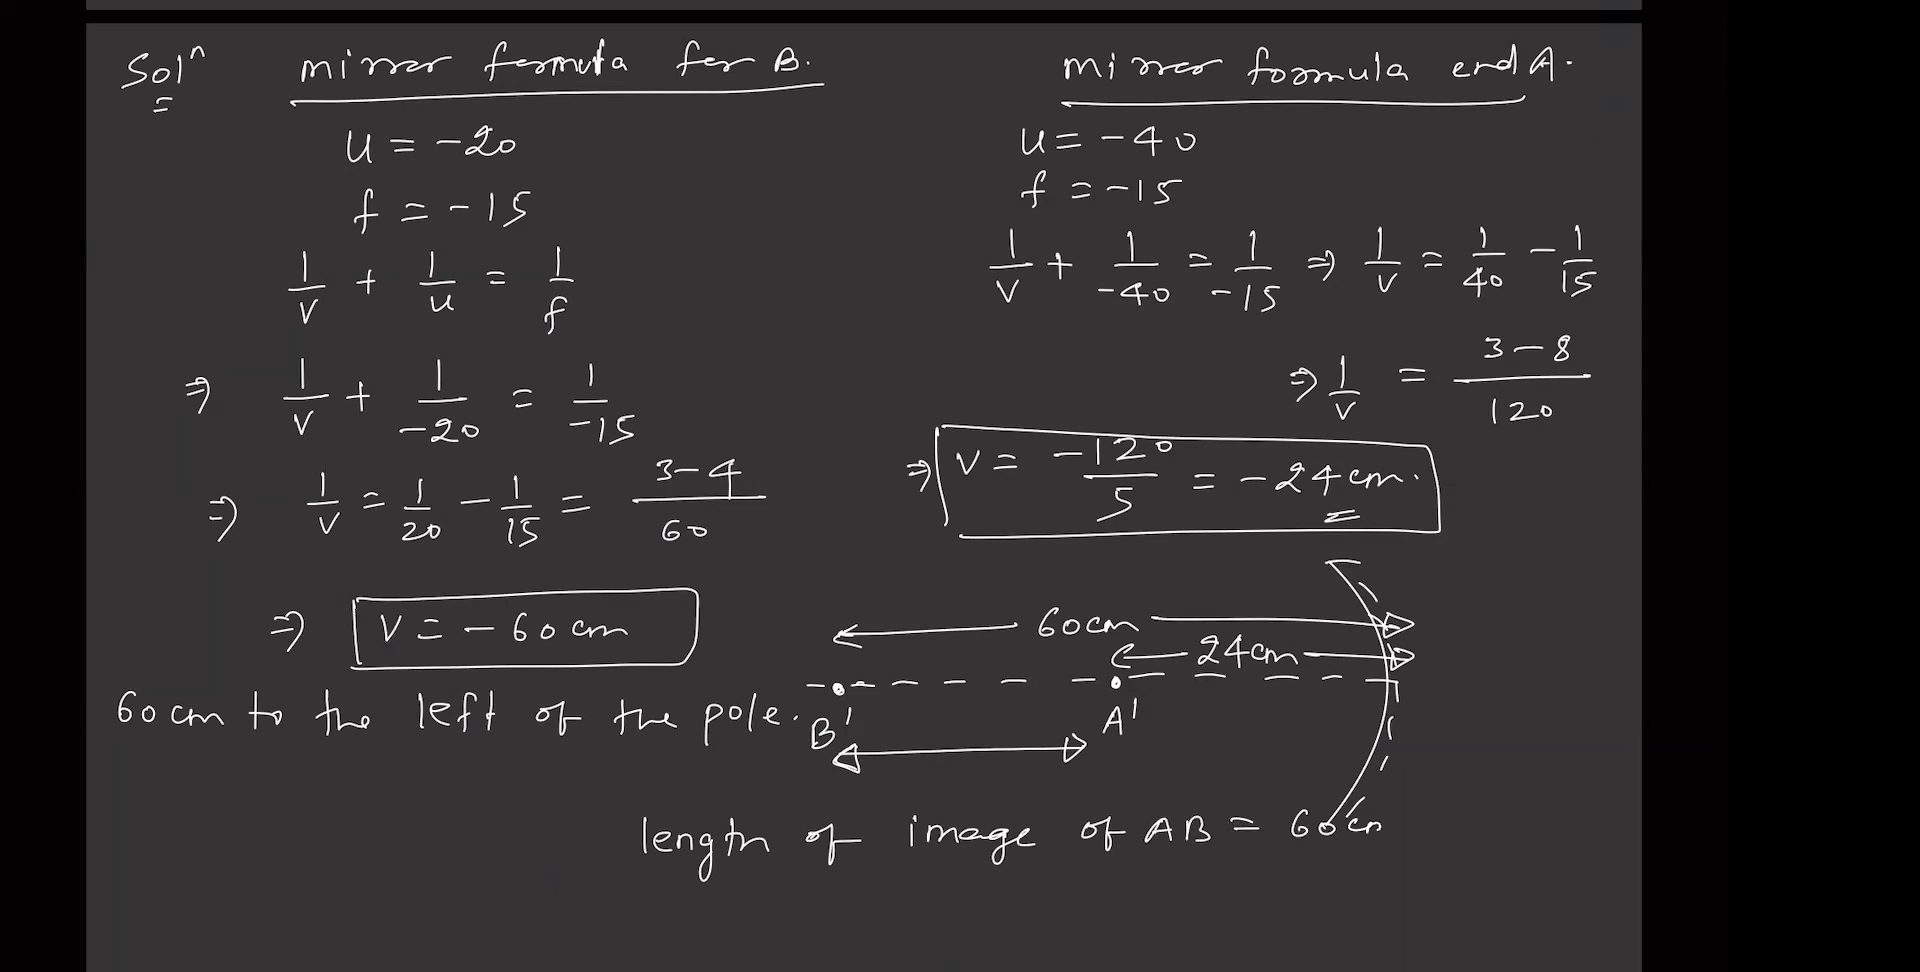 Solⁿ
=
mirror formula for B.
u = -20
f = -15
1/v + 1/u = 1/f
⇒ 1/v + 1/-20 = 1/-15
⇒ 1/v = 1/20 - 1/15 = (3-4)/60
⇒ v = -60 cm
60 cm to the left of the pole.
mirror formula end A.
u = -40
f = -15
1/v + 1/-40 = 1/-15 ⇒ 1/v = 1/40 - 1/15
⇒ 1/v = (3-8)/120
⇒ v = -120/5 = -24 cm.
60cm
24cm
B' A'
length of image of AB = 60cm